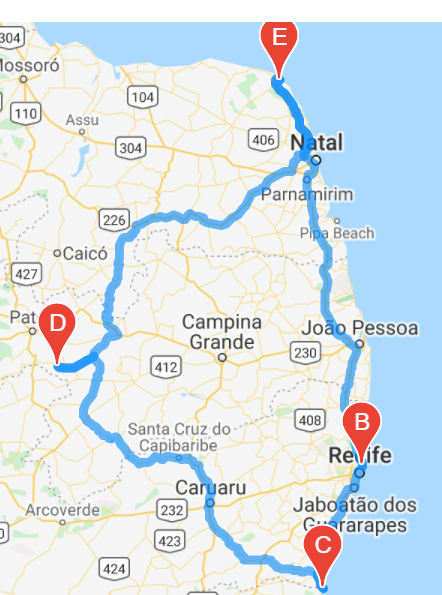 304
E
Mossoró
104
110
Assu
304
406
Natal
Parnamirim
226
Pipa Beach
Caicó
427
D
Pat
Campina
Grande
João Pessoa
230
412
408
B
Santa Cruz do
Capibaribe
Recife
Caruaru
Jaboatão dos
Guararapes
Arcoverde
232
423
C
424